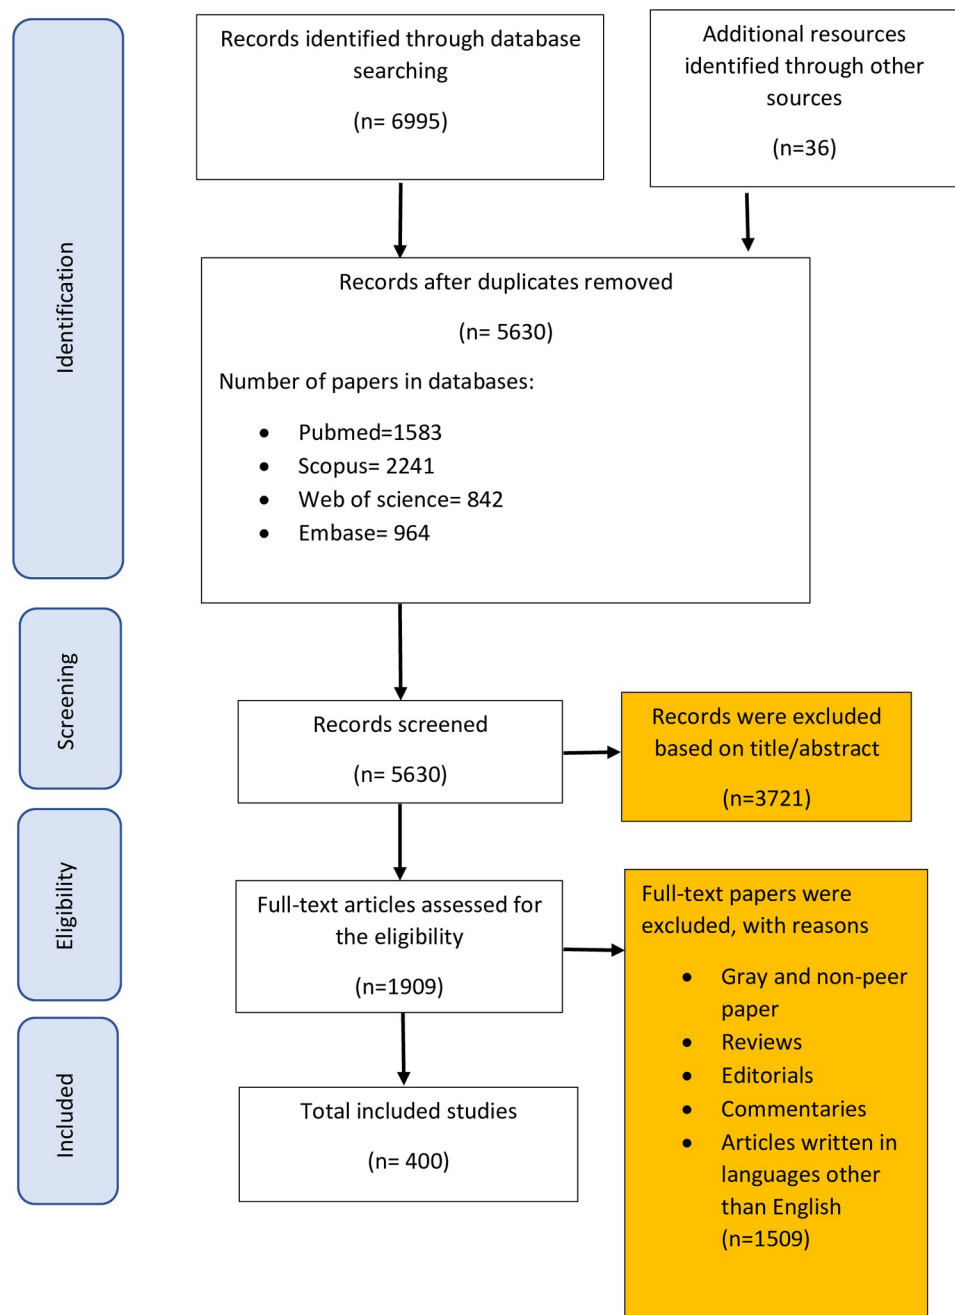 Records identified through database
searching
(n= 6995)
Additional resources
identified through other
sources
(n=36)
Identification
Records after duplicates removed
(n= 5630)
Number of papers in databases:
• Pubmed=1583
• Scopus= 2241
• Web of science= 842
• Embase= 964
Screening
Records screened
(n= 5630)
Records were excluded
based on title/abstract
(n=3721)
Eligibility
Full-text articles assessed for
the eligibility
(n=1909)
Full-text papers were
excluded, with reasons
• Gray and non-peer
paper
• Reviews
• Editorials
• Commentaries
• Articles written in
languages other
than English
(n=1509)
Included
Total included studies
(n= 400)